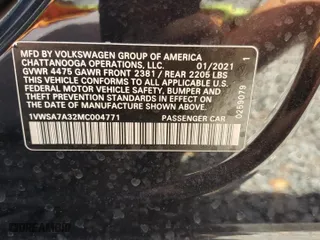 MFD BY VOLKSWAGEN GROUP OF AMERICA
CHATTANOOGA OPERATIONS, LLC. 01/2021
GVWR 4475 GAWR FRONT 2381 / REAR 2205 LBS
THIS VEHICLE CONFORMS TO ALL APPLICABLE U.S.
FEDERAL MOTOR VEHICLE SAFETY, BUMPER AND
THEFT PREVENTION STANDARDS IN EFFECT ON THE
DATE OF MANUFACTURE SHOWN ABOVE.
1VWSA7A32MC004771 PASSENGER CAR
1
0259079